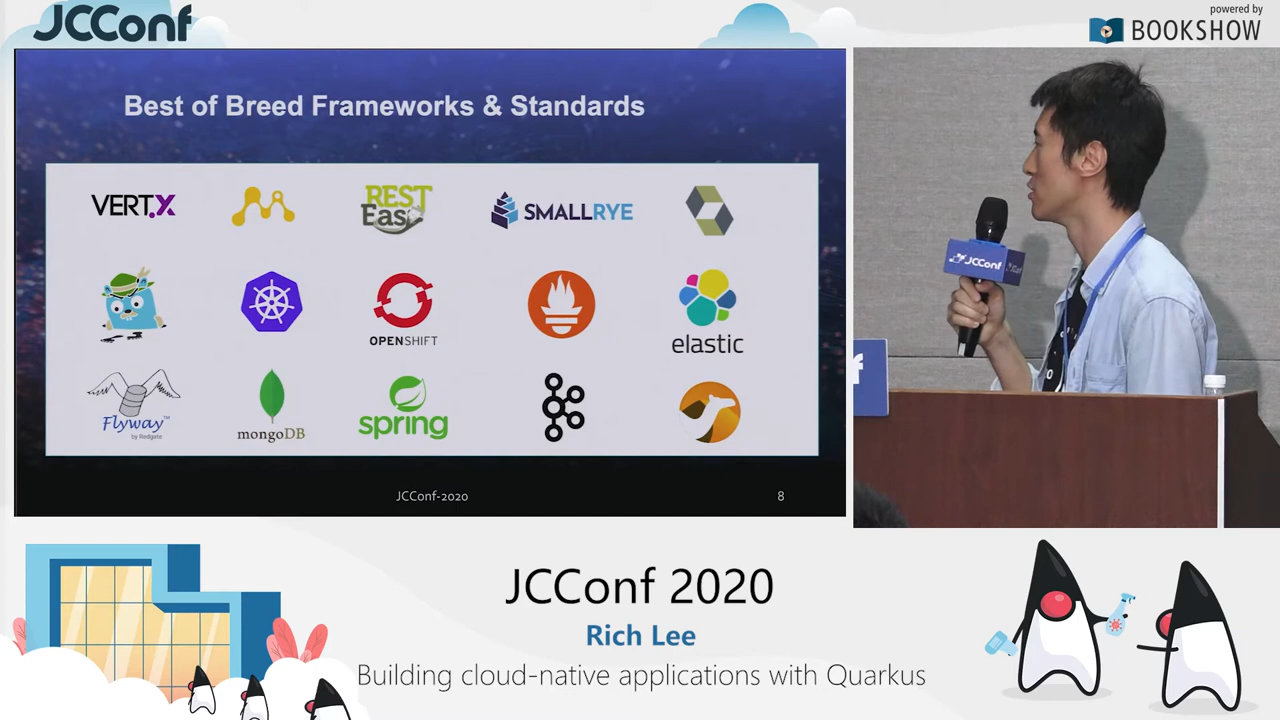 JCConf
powered by
BOOKSHOW
Best of Breed Frameworks & Standards
VERT.X
REST
Easy
SMALLRYE
OPENSHIFT
elastic
Flyway™
by Redgate
mongoDB
spring
JCConf-2020
8
JCConf
f
JCConf 2020
Rich Lee
Building cloud-native applications with Quarkus